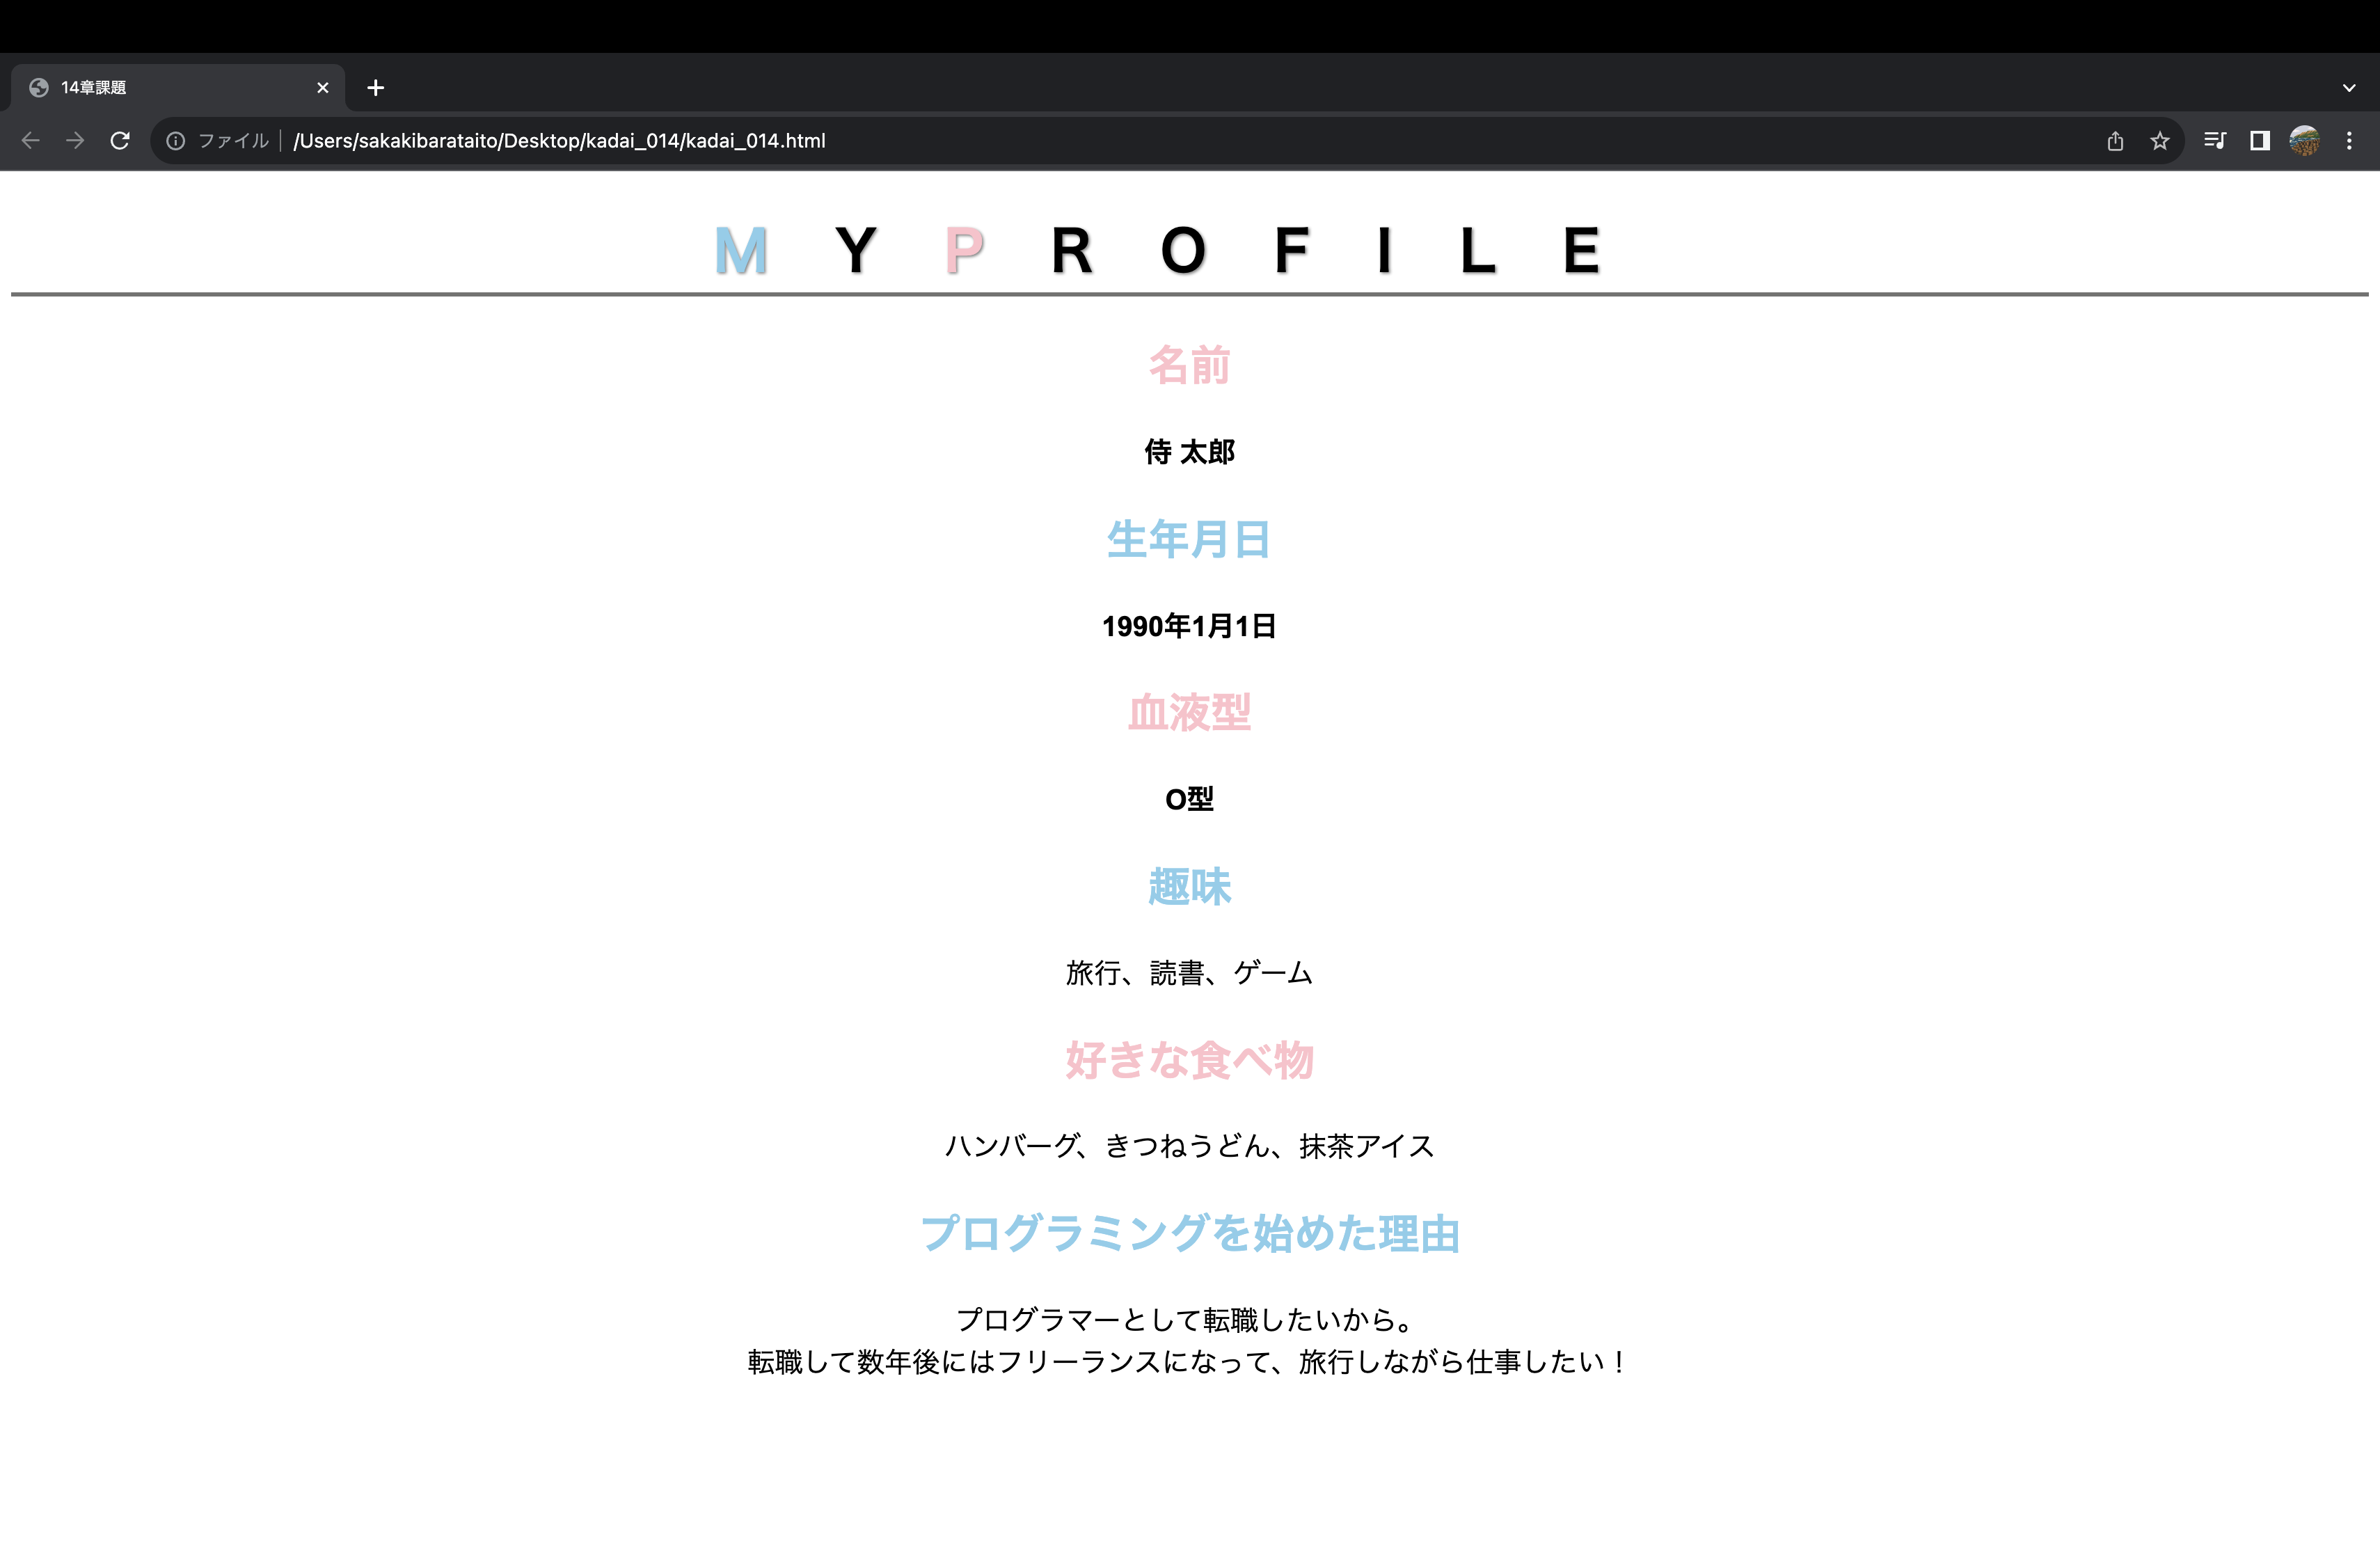 14章課題
ファイル /Users/sakakibarataito/Desktop/kadai_014/kadai_014.html
M Y P R O F I L E
名前
侍 太郎
生年月日
1990年1月1日
血液型
O型
趣味
旅行、読書、ゲーム
好きな食べ物
ハンバーグ、きつねうどん、抹茶アイス
プログラミングを始めた理由
プログラマーとして転職したいから。
転職して数年後にはフリーランスになって、旅行しながら仕事したい！